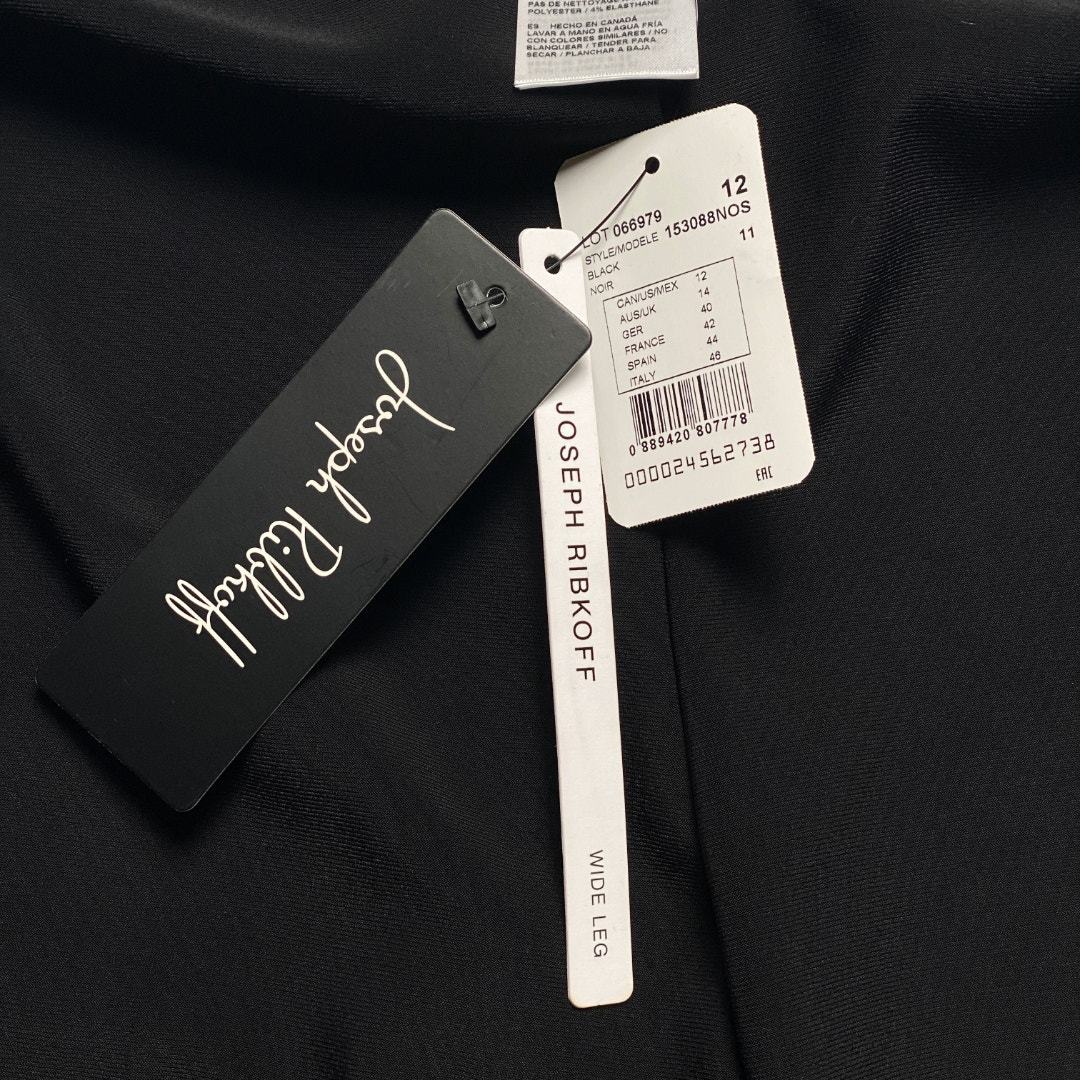 PAS DE NETTOYAGE
POLYESTER / 4% ELASTHANE
ES HECHO EN CANADÁ
LAVAR A MANO EN AGUA FRÍA
CON COLORES SIMILARES / NO
BLANQUEAR / TENDER PARA
SECAR / PLANCHAR A BAJA
12
LOT 066979
STYLE/MODELE 153088NOS
BLACK 11
NOIR
CAN/US/MEX 12
AUS/UK 14
GER 40
FRANCE 42
SPAIN 44
ITALY 46
0 889420 807778
000024562738
EAC
Joseph Ribkoff
JOSEPH RIBKOFF
WIDE LEG